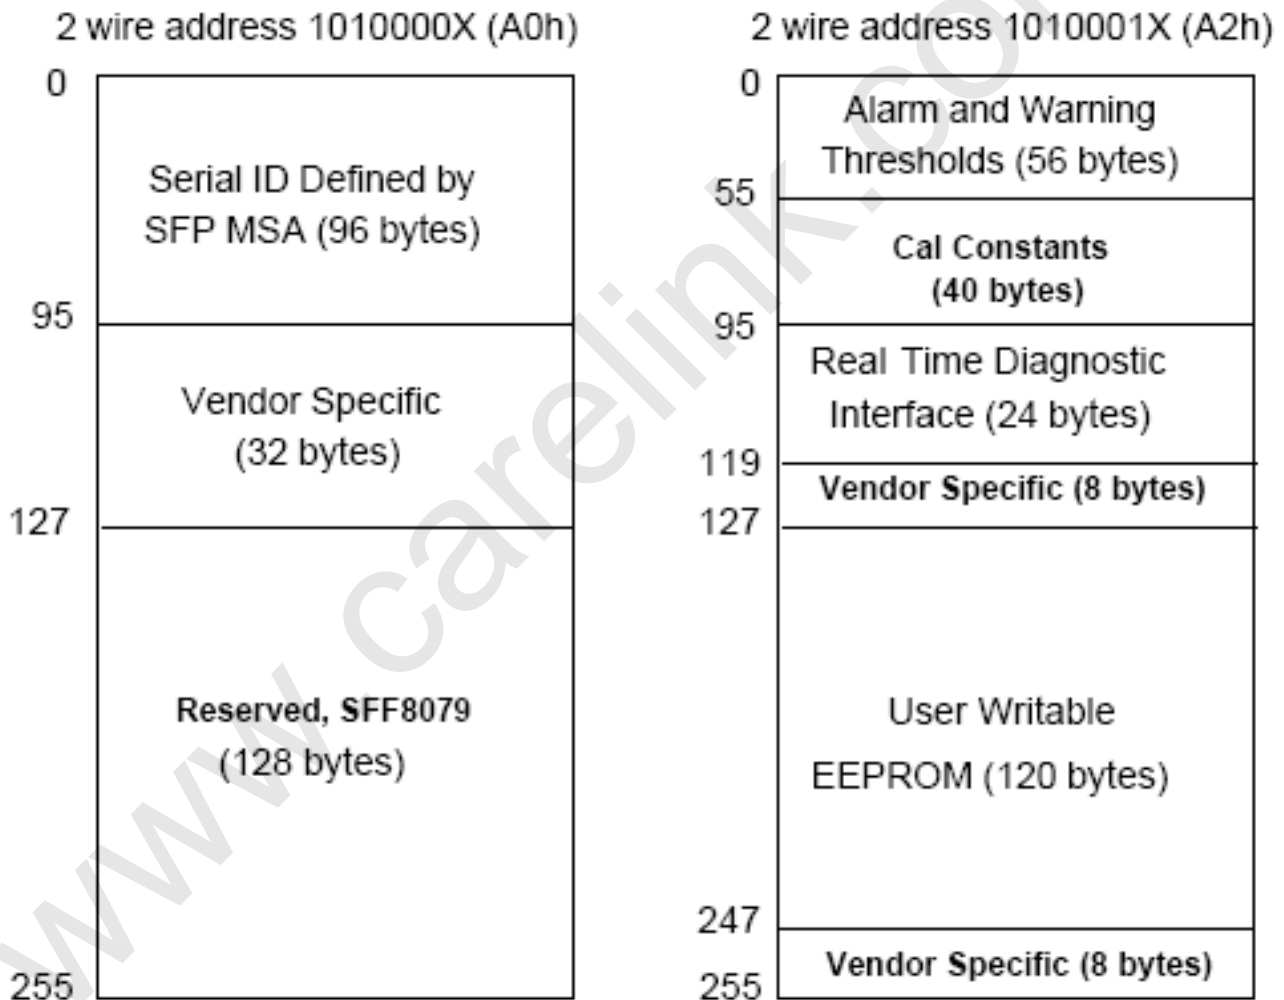 2 wire address 1010000X (A0h)
0
Serial ID Defined by
SFP MSA (96 bytes)
95
Vendor Specific
(32 bytes)
127
Reserved, SFF8079
(128 bytes)
255
2 wire address 1010001X (A2h)
0
Alarm and Warning
Thresholds (56 bytes)
55
Cal Constants
(40 bytes)
95
Real Time Diagnostic
Interface (24 bytes)
119
Vendor Specific (8 bytes)
127
User Writable
EEPROM (120 bytes)
247
Vendor Specific (8 bytes)
255
www.carelink.co